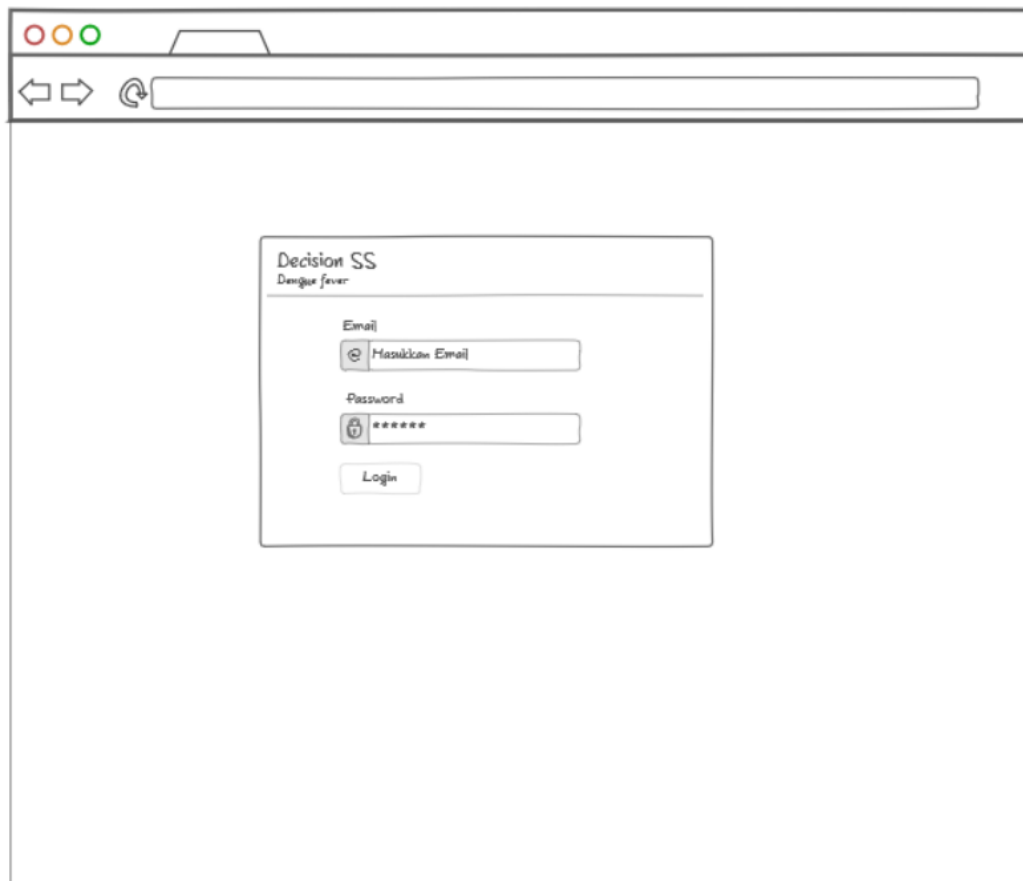 Decision SS
Dengue fever
Email
@ Masukkan Email
Password
******
Login